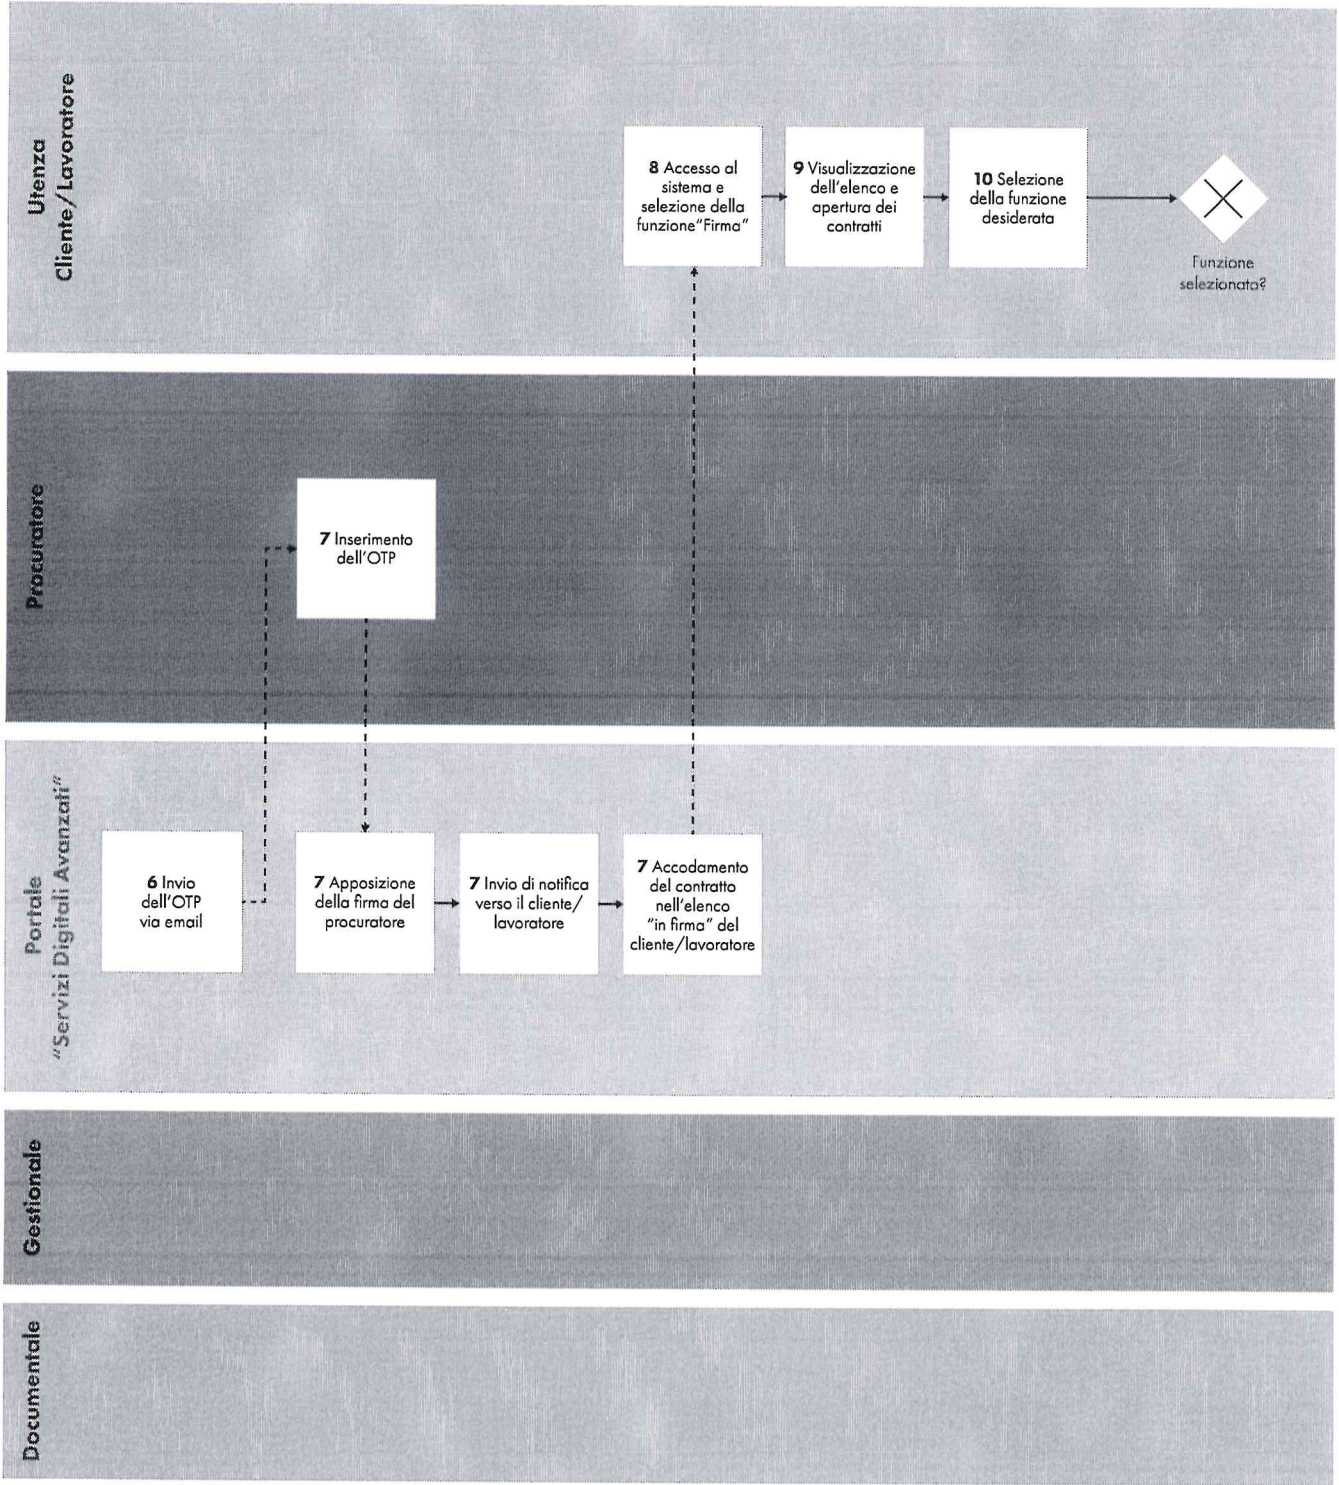 Utenza
Cliente/Lavoratore
8 Accesso al
sistema e
selezione della
funzione“Firma”
9 Visualizzazione
dell’elenco e
apertura dei
contratti
10 Selezione
della funzione
desiderata
Funzione
selezionata?
Procuratore
7 Inserimento
dell’OTP
Portale
“Servizi Digitali Avanzati”
6 Invio
dell’OTP
via email
7 Apposizione
della firma del
procuratore
7 Invio di notifica
verso il cliente/
lavoratore
7 Accodamento
del contratto
nell’elenco
“in firma” del
cliente/lavoratore
Gestionale
Documentale